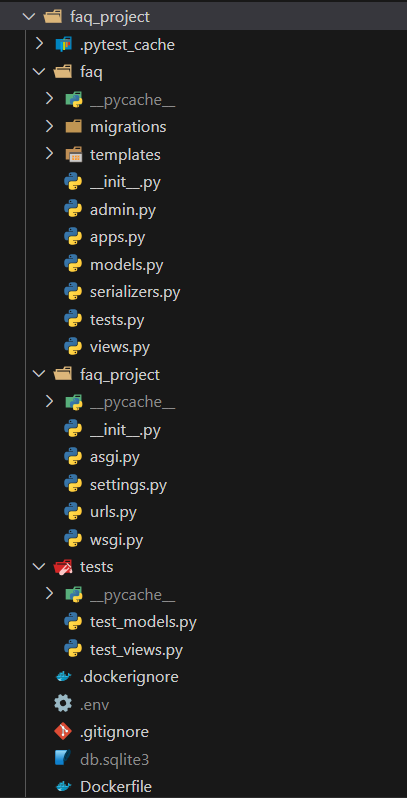 faq_project
.pytest_cache
faq
__pycache__
migrations
templates
__init__.py
admin.py
apps.py
models.py
serializers.py
tests.py
views.py
faq_project
__pycache__
__init__.py
asgi.py
settings.py
urls.py
wsgi.py
tests
__pycache__
test_models.py
test_views.py
.dockerignore
.env
.gitignore
db.sqlite3
Dockerfile